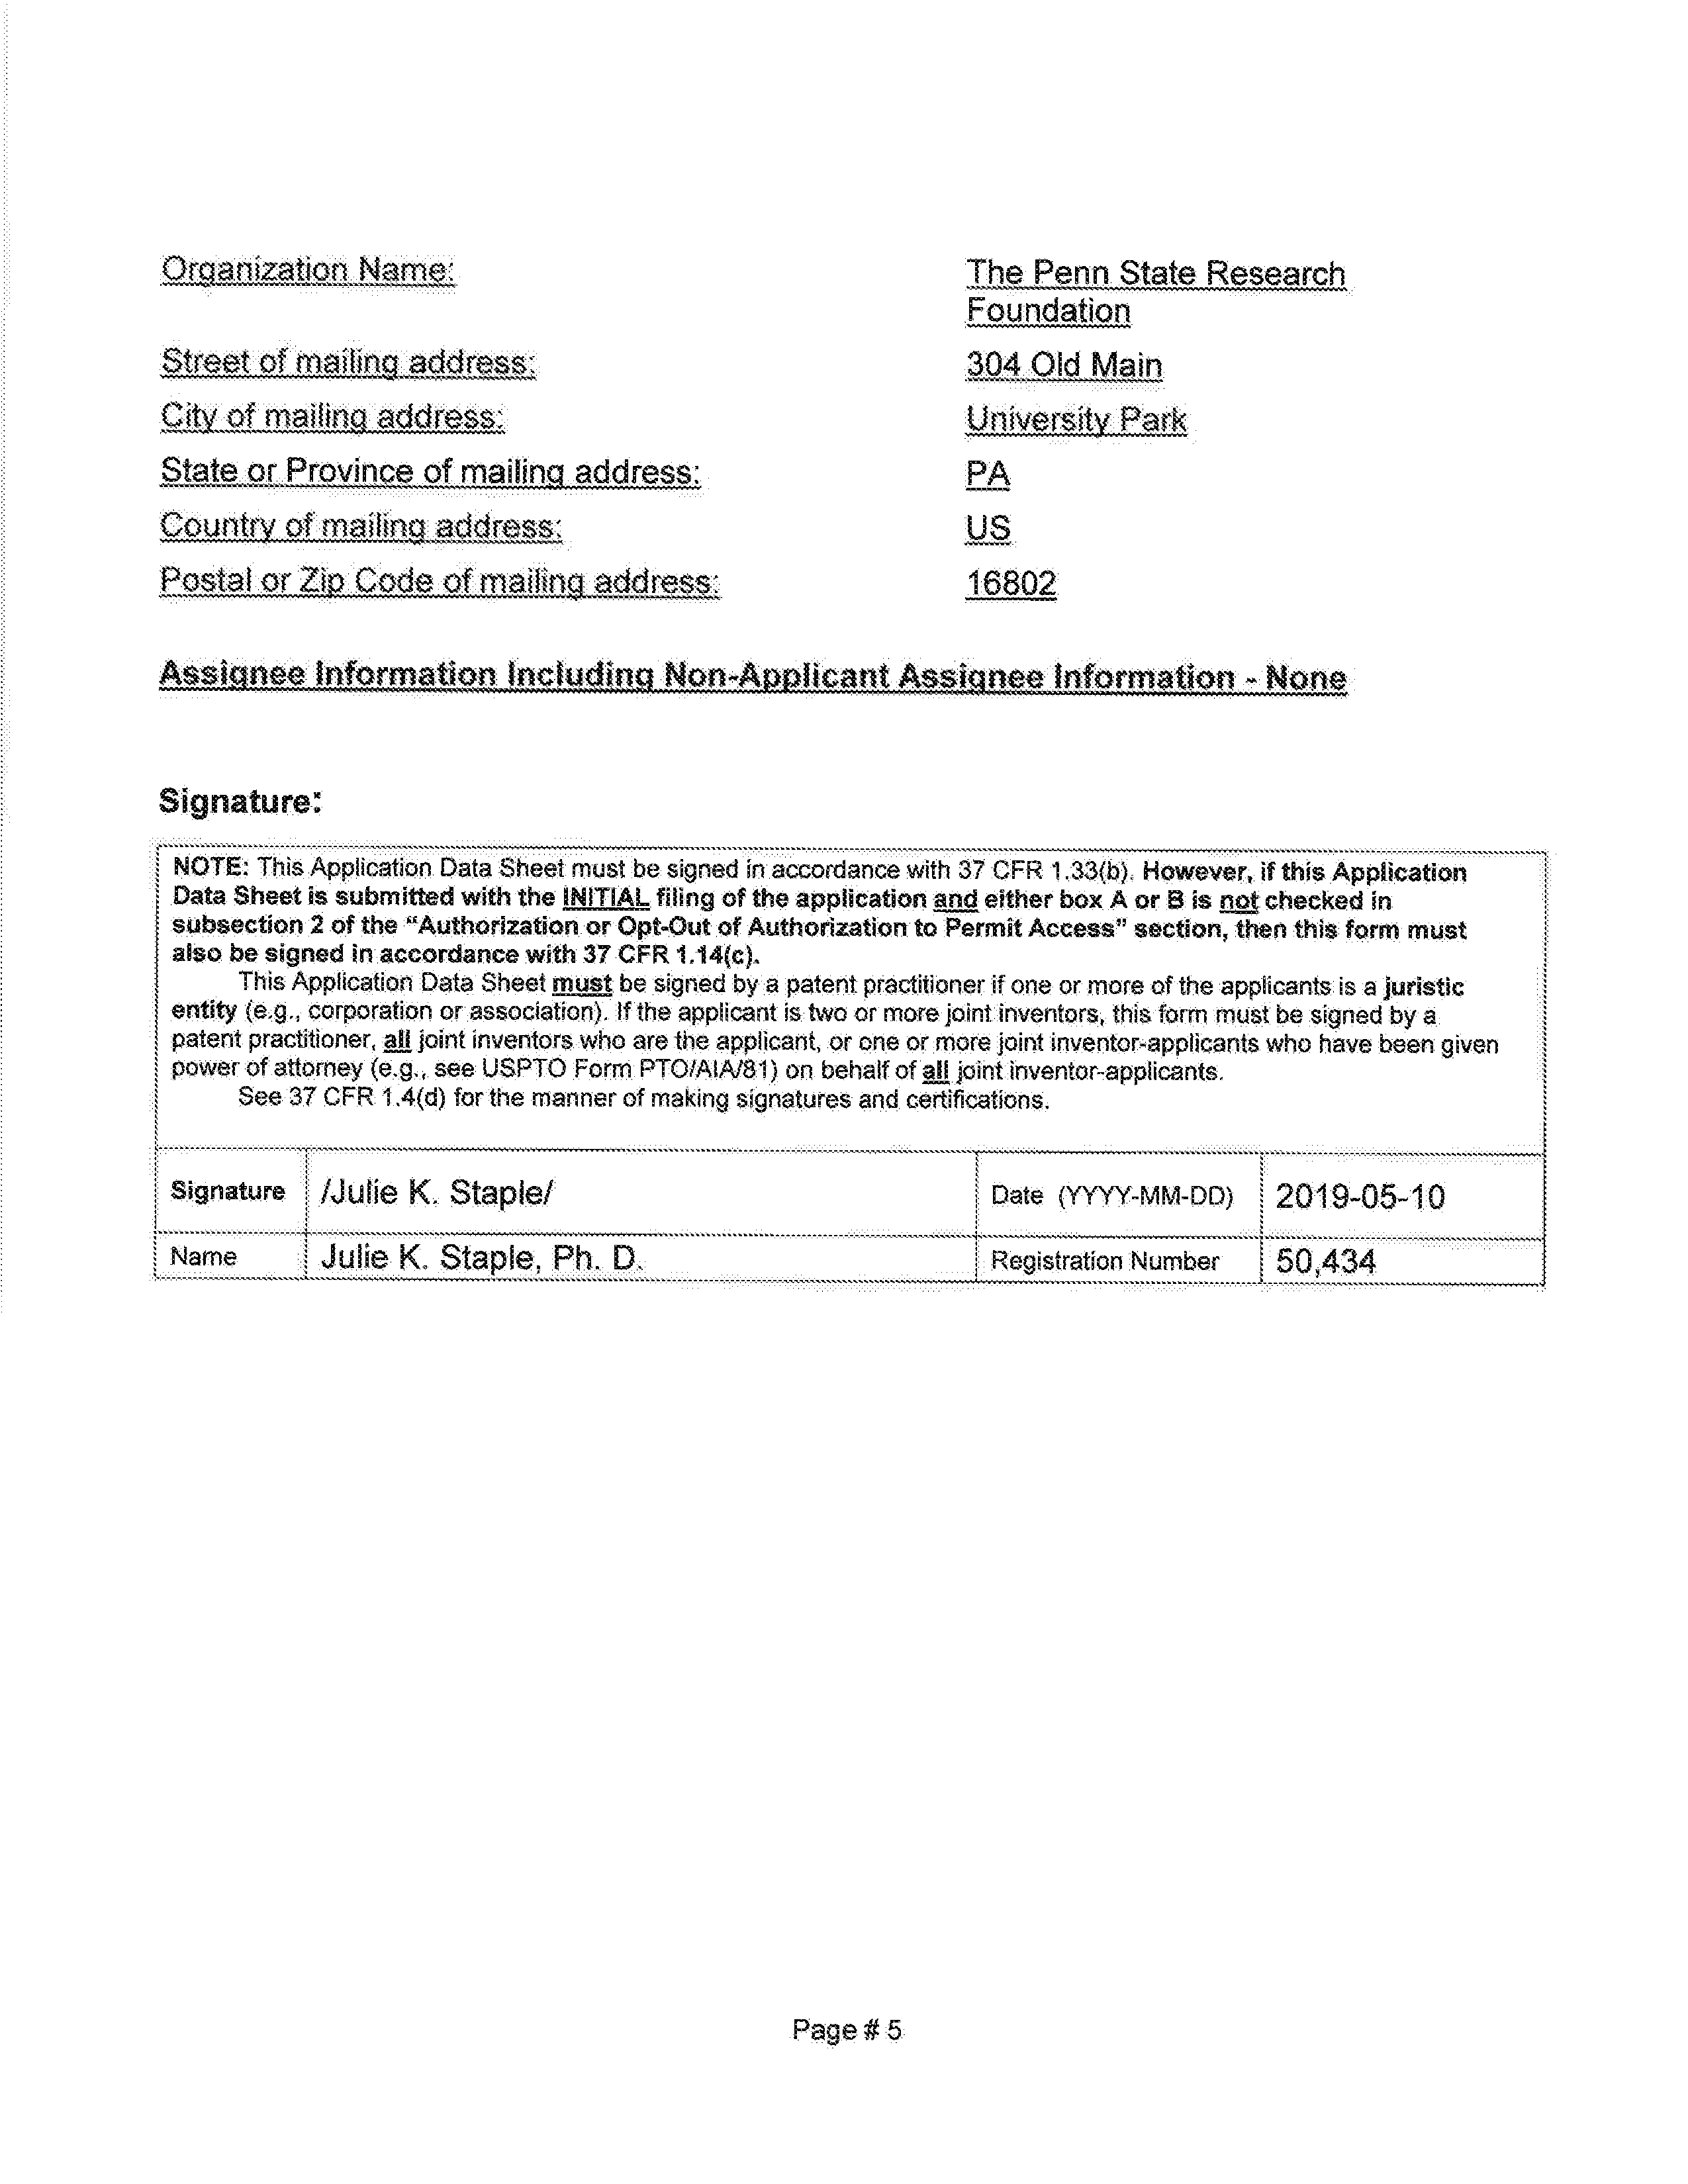 Organization Name: The Penn State Research
Foundation
Street of mailing address: 304 Old Main
City of mailing address: University Park
State or Province of mailing address: PA
Country of mailing address: US
Postal or Zip Code of mailing address: 16802
Assignee Information Including Non-Applicant Assignee Information - None
Signature:
NOTE: This Application Data Sheet must be signed in accordance with 37 CFR 1.33(b). However, if this Application
Data Sheet is submitted with the INITIAL filing of the application and either box A or B is not checked in
subsection 2 of the “Authorization or Opt-Out of Authorization to Permit Access” section, then this form must
also be signed in accordance with 37 CFR 1.14(c).
This Application Data Sheet must be signed by a patent practitioner if one or more of the applicants is a juristic
entity (e.g., corporation or association). If the applicant is two or more joint inventors, this form must be signed by a
patent practitioner, all joint inventors who are the applicant, or one or more joint inventor-applicants who have been given
power of attorney (e.g., see USPTO Form PTO/AIA/81) on behalf of all joint inventor-applicants.
See 37 CFR 1.4(d) for the manner of making signatures and certifications.
Signature /Julie K. Staple/ Date (YYYY-MM-DD) 2019-05-10
Name Julie K. Staple, Ph. D. Registration Number 50,434
Page # 5